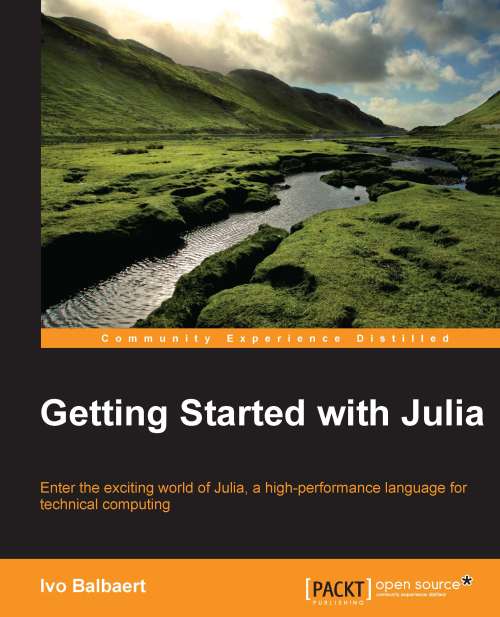 Community Experience Distilled
Getting Started with Julia
Enter the exciting world of Julia, a high-performance language for
technical computing
Ivo Balbaert
[PACKT] open source*
PUBLISHING community experience distilled